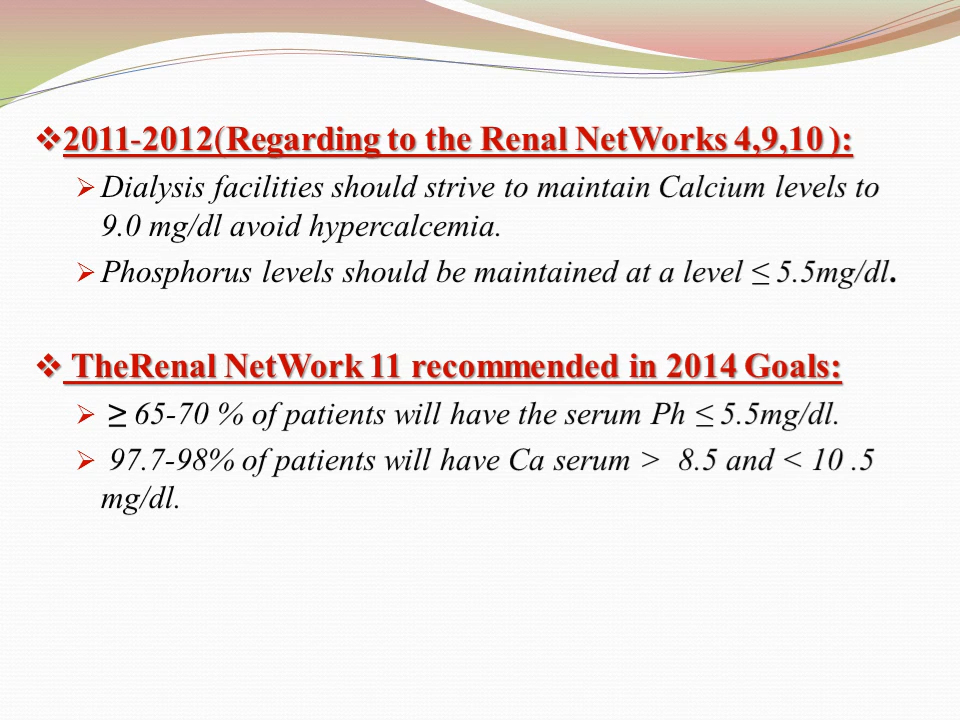 ❖2011-2012(Regarding to the Renal NetWorks 4,9,10 ):
➢ Dialysis facilities should strive to maintain Calcium levels to
9.0 mg/dl avoid hypercalcemia.
➢ Phosphorus levels should be maintained at a level ≤ 5.5mg/dl.
❖ TheRenal NetWork 11 recommended in 2014 Goals:
➢ ≥ 65-70 % of patients will have the serum Ph ≤ 5.5mg/dl.
➢ 97.7-98% of patients will have Ca serum > 8.5 and < 10 .5
mg/dl.